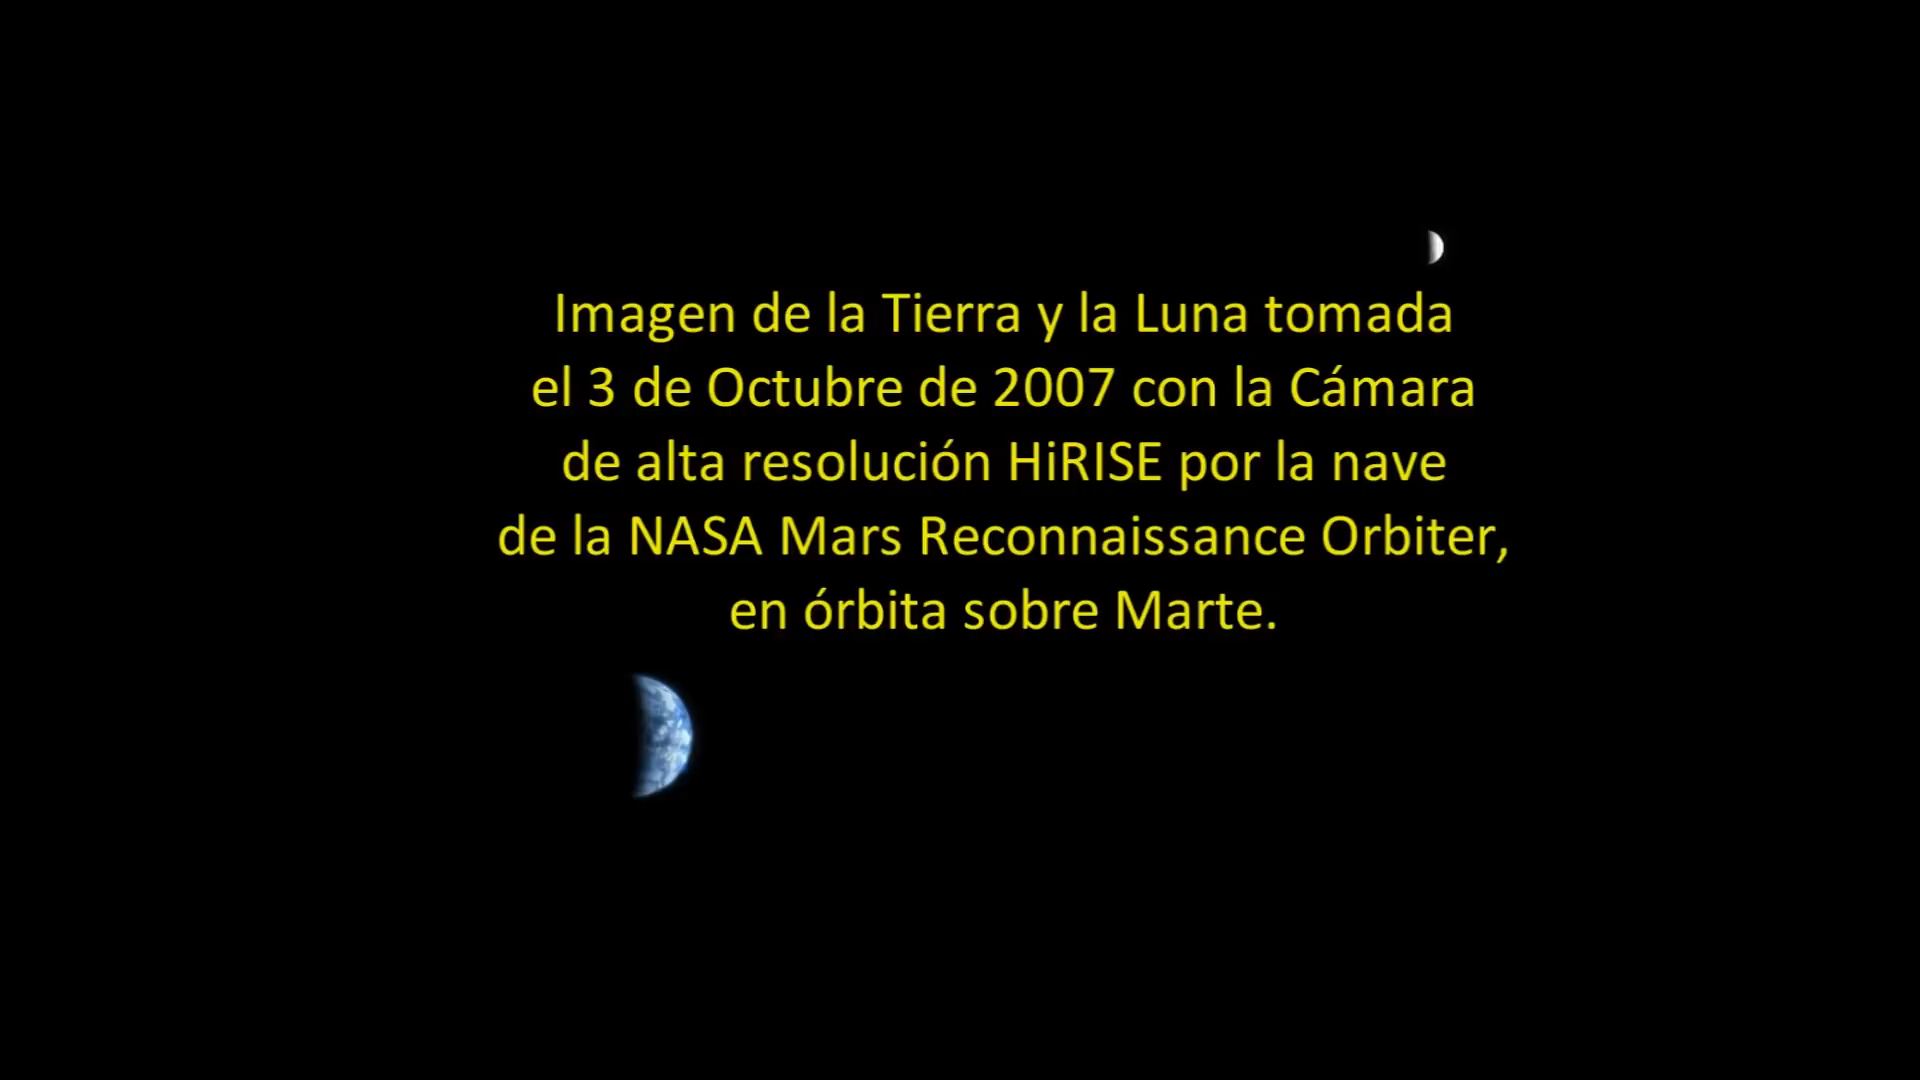 Imagen de la Tierra y la Luna tomada
el 3 de Octubre de 2007 con la Cámara
de alta resolución HiRISE por la nave
de la NASA Mars Reconnaissance Orbiter,
en órbita sobre Marte.